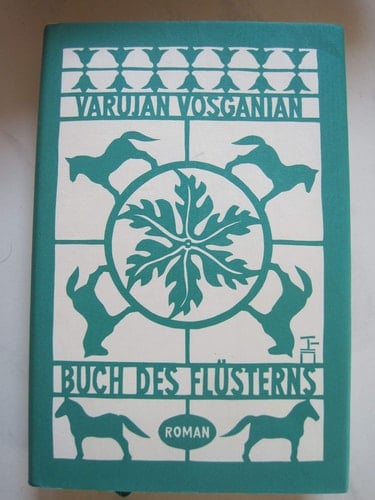 VARUJAN VOSGANIAN
BUCH DES FLÜSTERNS
ROMAN